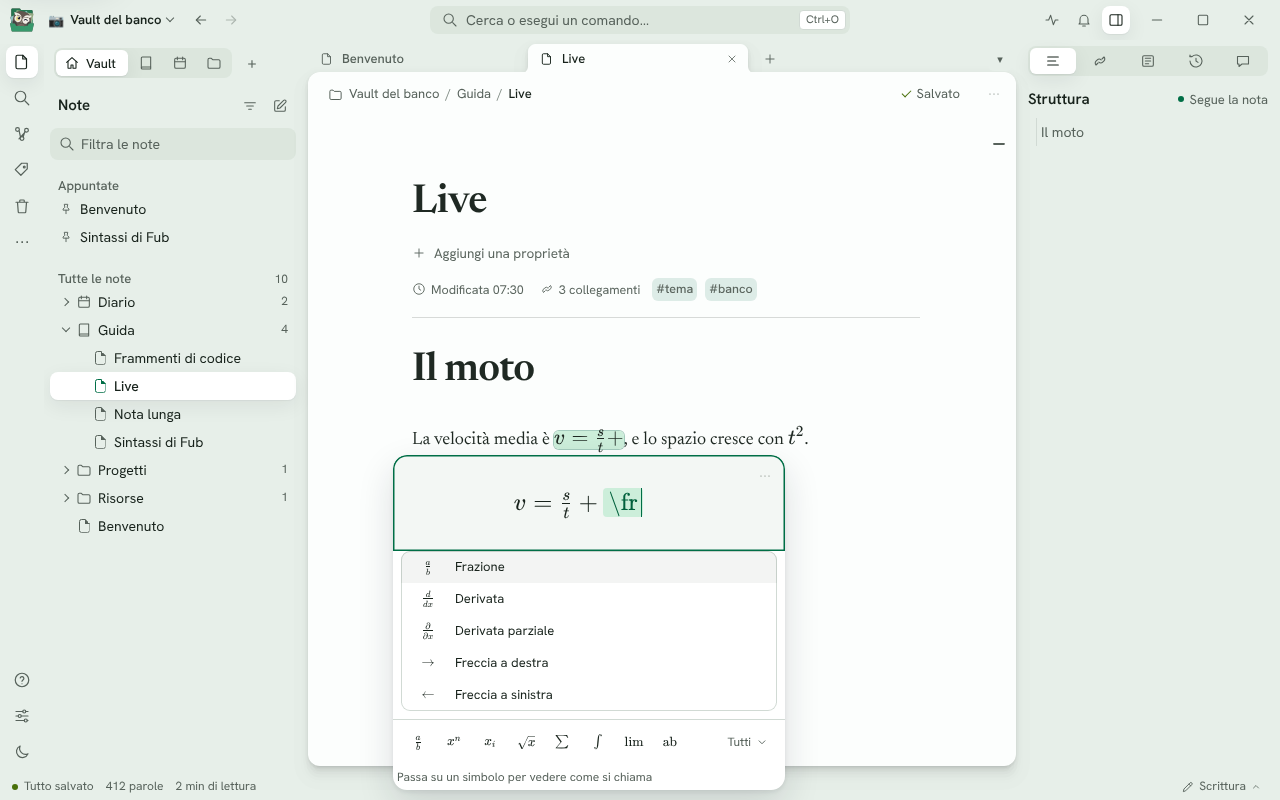 Vault del banco
Cerca o esegui un comando...
Ctrl+O
Vault
Benvenuto
Live
Note
Filtra le note
Appuntate
Benvenuto
Sintassi di Fub
Tutte le note 10
Diario 2
Guida 4
Frammenti di codice
Live
Nota lunga
Sintassi di Fub
Progetti 1
Risorse 1
Benvenuto
Vault del banco / Guida / Live
Salvato
Live
Aggiungi una proprietà
Modificata 07:30 3 collegamenti #tema #banco
Il moto
La velocità media è v = s/t +, e lo spazio cresce con t².
v = s/t + \fr
a/b Frazione
d/dx Derivata
∂/∂x Derivata parziale
→ Freccia a destra
← Freccia a sinistra
a/b xⁿ xᵢ √x ∑ ∫ lim ab Tutti
Passa su un simbolo per vedere come si chiama
Struttura
Segue la nota
Il moto
Tutto salvato 412 parole 2 min di lettura
Scrittura